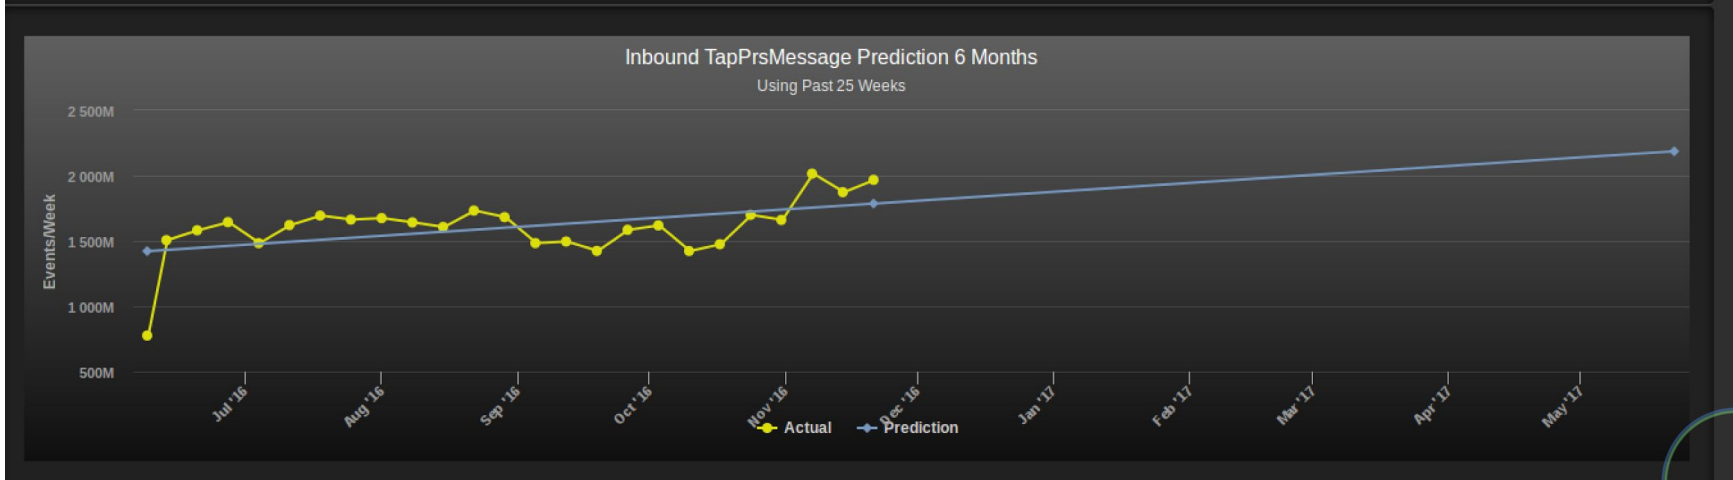 Inbound TapPrsMessage Prediction 6 Months
Using Past 25 Weeks
Events/Week
2 500M
2 000M
1 500M
1 000M
500M
Jul '16
Aug '16
Sep '16
Oct '16
Nov '16
Dec '16
Jan '17
Feb '17
Mar '17
Apr '17
May '17
Actual
Prediction